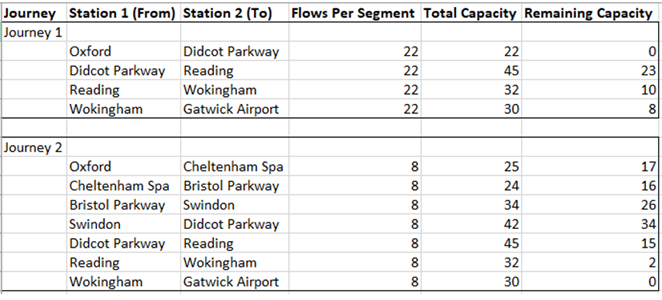 Journey Station 1 (From) Station 2 (To) Flows Per Segment Total Capacity Remaining Capacity
Journey 1
Oxford Didcot Parkway 22 22 0
Didcot Parkway Reading 22 45 23
Reading Wokingham 22 32 10
Wokingham Gatwick Airport 22 30 8
Journey 2
Oxford Cheltenham Spa 8 25 17
Cheltenham Spa Bristol Parkway 8 24 16
Bristol Parkway Swindon 8 34 26
Swindon Didcot Parkway 8 42 34
Didcot Parkway Reading 8 45 15
Reading Wokingham 8 32 2
Wokingham Gatwick Airport 8 30 0